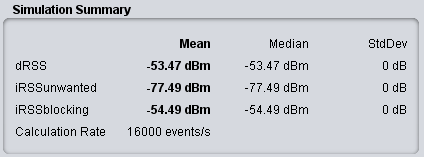 Simulation Summary
Mean Median StdDev
dRSS -53.47 dBm -53.47 dBm 0 dB
iRSSunwanted -77.49 dBm -77.49 dBm 0 dB
iRSSblocking -54.49 dBm -54.49 dBm 0 dB
Calculation Rate 16000 events/s